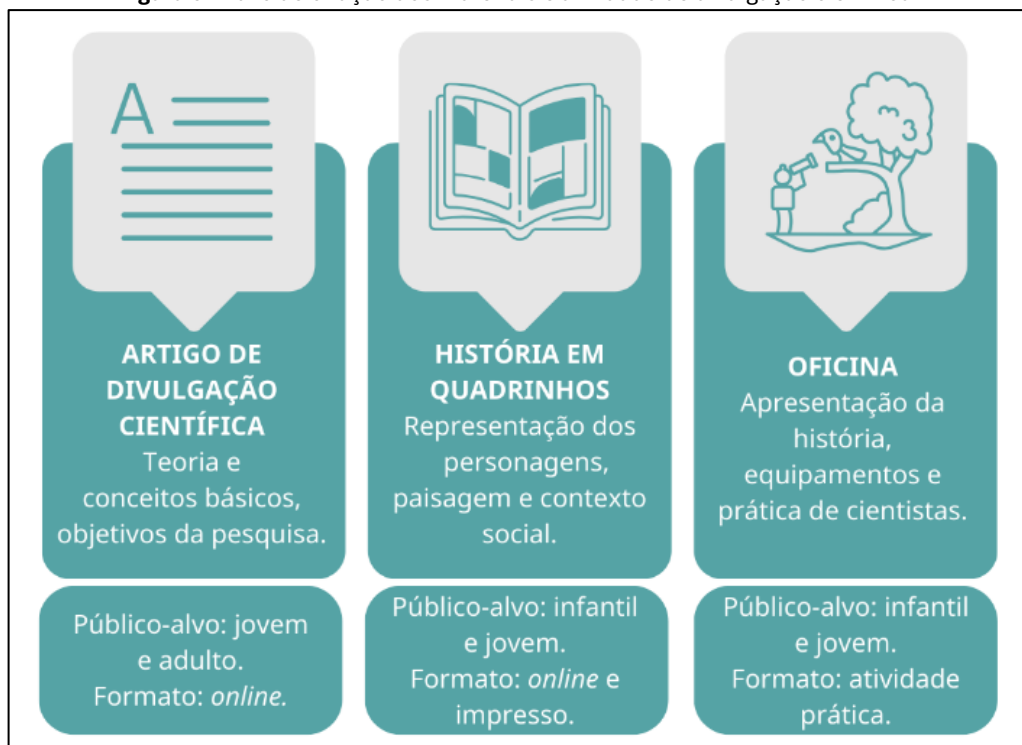 A
ARTIGO DE
DIVULGAÇÃO
CIENTÍFICA
Teoria e
conceitos básicos,
objetivos da pesquisa.
Público-alvo: jovem
e adulto.
Formato: online.
HISTÓRIA EM
QUADRINHOS
Representação dos
personagens,
paisagem e contexto
social.
Público-alvo: infantil
e jovem.
Formato: online e
impresso.
OFICINA
Apresentação da
história,
equipamentos e
prática de cientistas.
Público-alvo: infantil
e jovem.
Formato: atividade
prática.